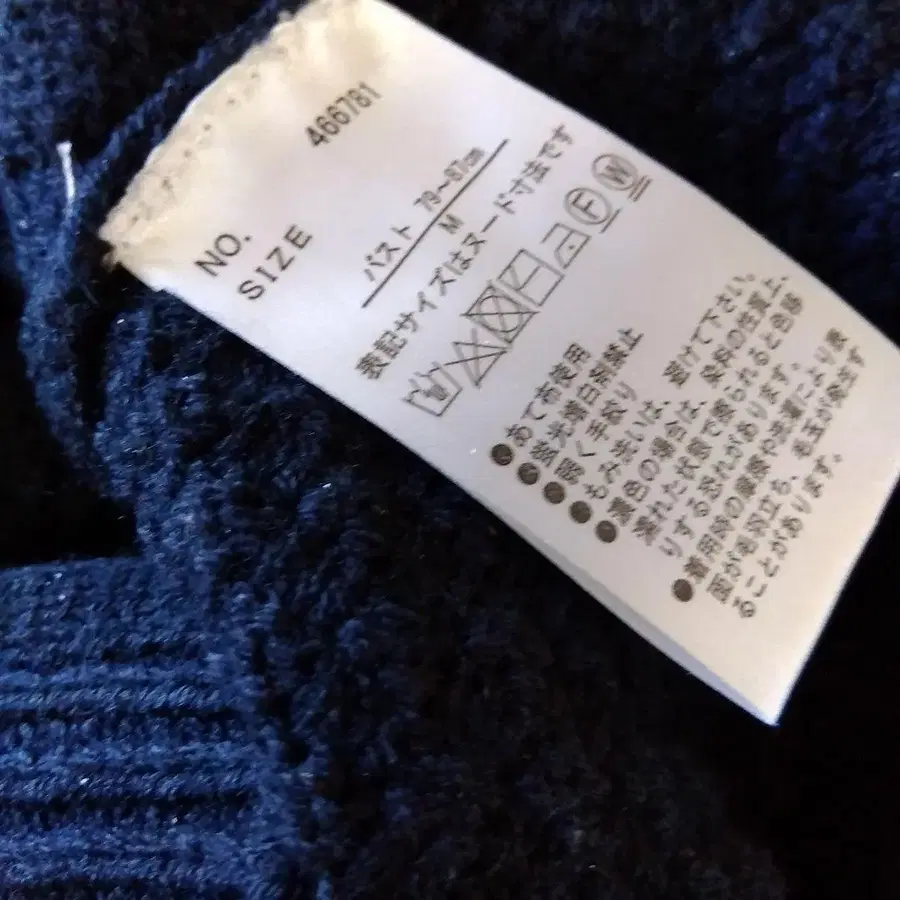 NO. 466781
SIZE
バスト 79~87cm
M
表記サイズはヌード寸法です
F W
●あて布使用
●蛍光増白剤禁止
●弱く手絞り
●もみ洗いは、避けて下さい。
●濃色の場合は、染料の性質上、
濡れた状態で擦られると色移
りする恐れがあります。
●着用時の摩擦や洗濯により表
面が毛羽立ち、毛玉が発生す
ることがあります。